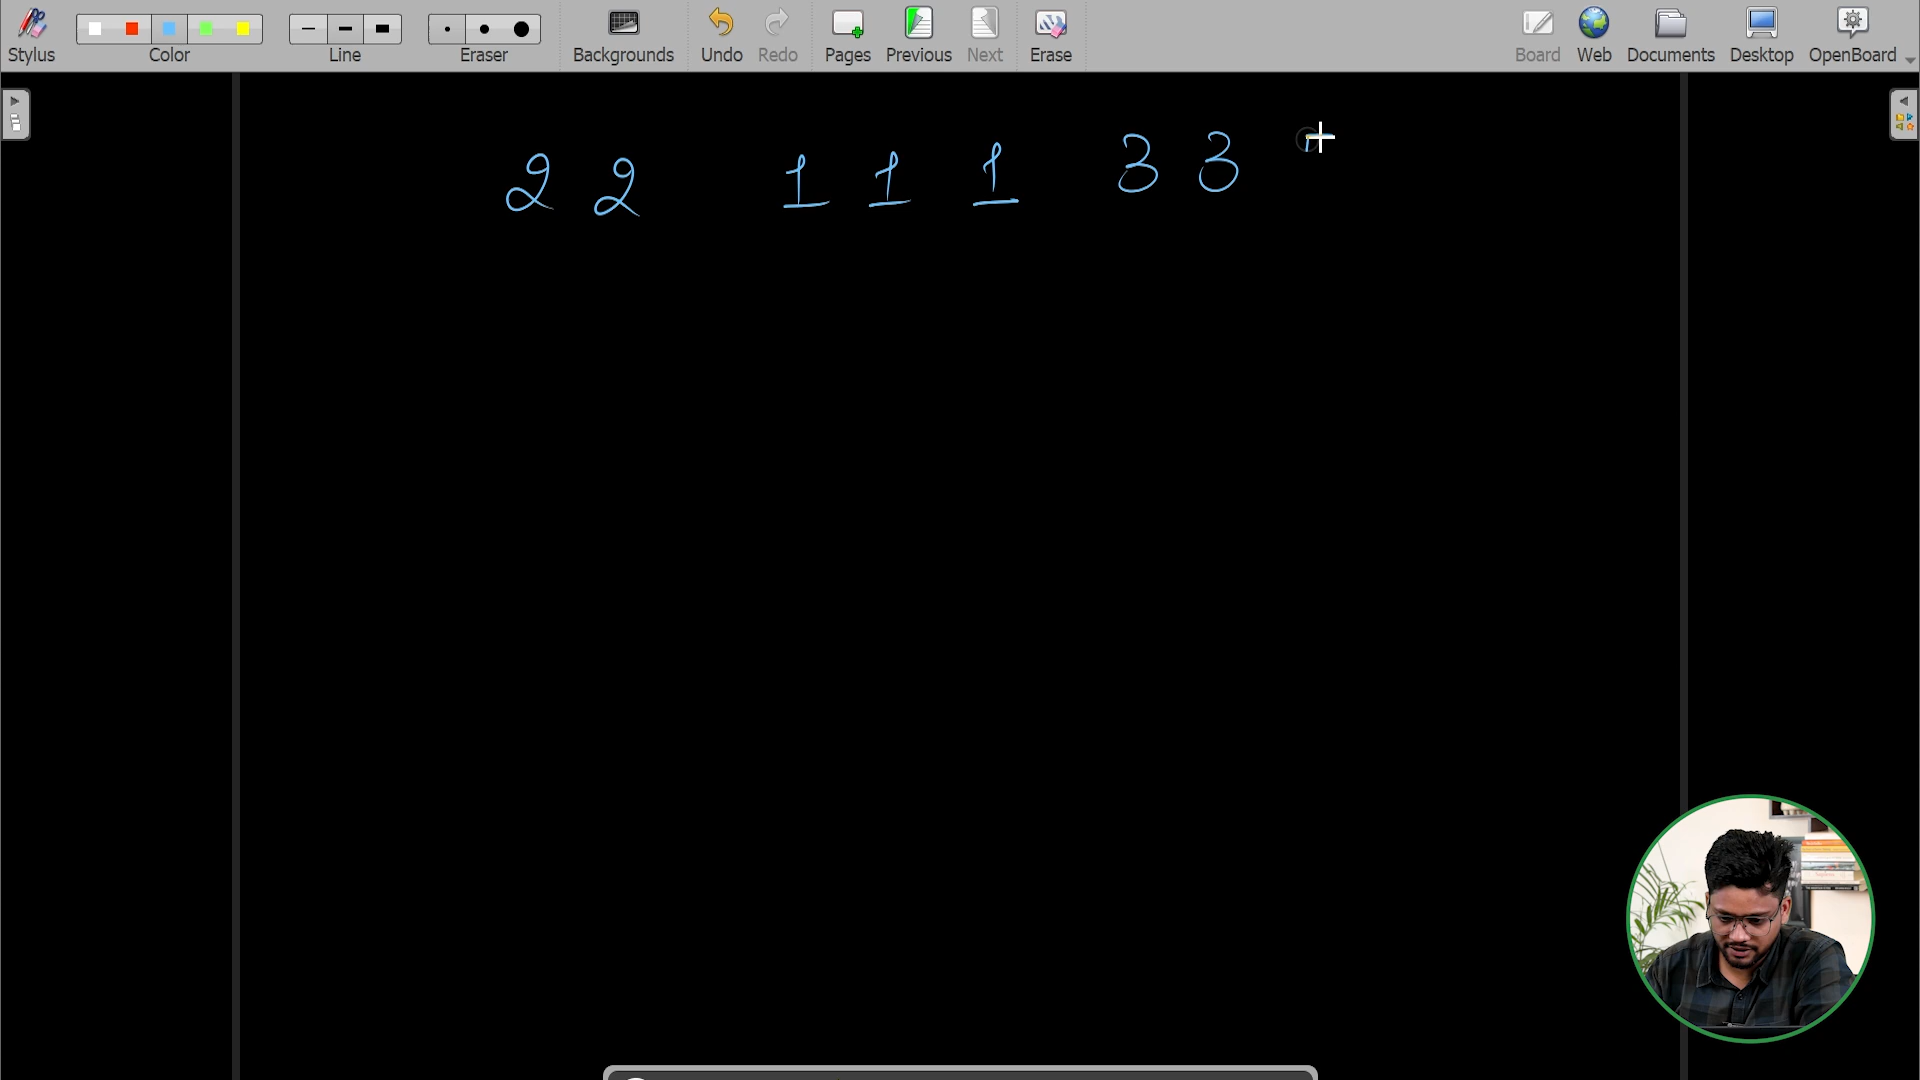 Stylus Color Line Eraser Backgrounds Undo Redo Pages Previous Next Erase Board Web Documents Desktop OpenBoard
2 2 1 1 1 3 3